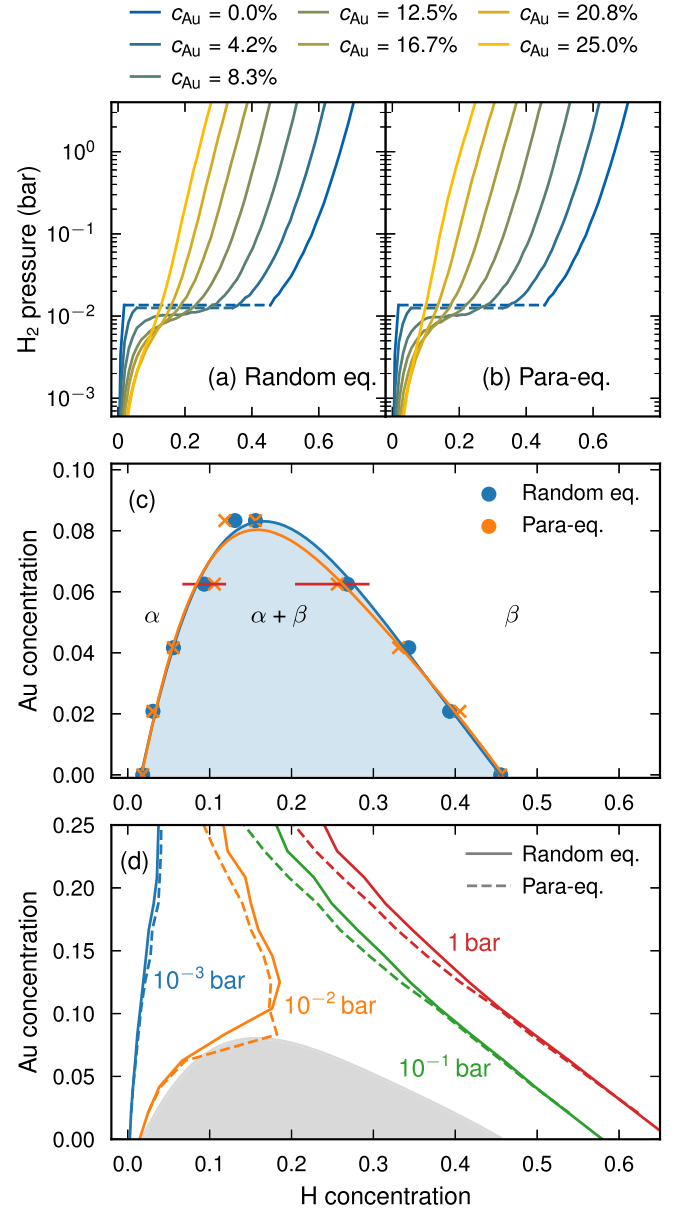 c_Au = 0.0% c_Au = 12.5% c_Au = 20.8%
c_Au = 4.2% c_Au = 16.7% c_Au = 25.0%
c_Au = 8.3%
H₂ pressure (bar)
10⁰
10⁻¹
10⁻²
10⁻³
(a) Random eq.
(b) Para-eq.
0 0.2 0.4 0.6 0 0.2 0.4 0.6
Au concentration
0.10
0.08
0.06
0.04
0.02
0.00
(c)
Random eq.
Para-eq.
α
α + β
β
0.0 0.1 0.2 0.3 0.4 0.5 0.6
Au concentration
0.25
0.20
0.15
0.10
0.05
0.00
(d)
Random eq.
Para-eq.
1 bar
10⁻³ bar
10⁻² bar
10⁻¹ bar
0.0 0.1 0.2 0.3 0.4 0.5 0.6
H concentration